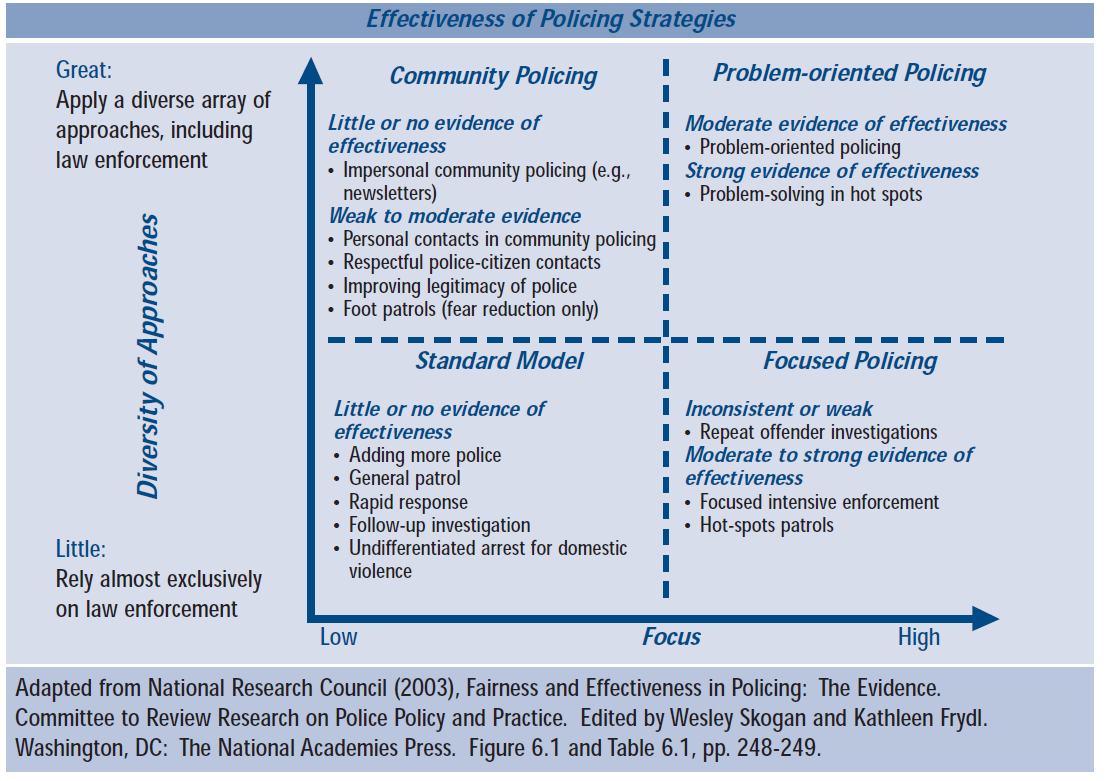 Effectiveness of Policing Strategies
Great:
Apply a diverse array of
approaches, including
law enforcement
Diversity of Approaches
Little:
Rely almost exclusively
on law enforcement
Community Policing
Little or no evidence of
effectiveness
• Impersonal community policing (e.g.,
newsletters)
Weak to moderate evidence
• Personal contacts in community policing
• Respectful police-citizen contacts
• Improving legitimacy of police
• Foot patrols (fear reduction only)
Problem-oriented Policing
Moderate evidence of effectiveness
• Problem-oriented policing
Strong evidence of effectiveness
• Problem-solving in hot spots
Standard Model
Little or no evidence of
effectiveness
• Adding more police
• General patrol
• Rapid response
• Follow-up investigation
• Undifferentiated arrest for domestic
violence
Focused Policing
Inconsistent or weak
• Repeat offender investigations
Moderate to strong evidence of
effectiveness
• Focused intensive enforcement
• Hot-spots patrols
Low
Focus
High
Adapted from National Research Council (2003), Fairness and Effectiveness in Policing: The Evidence.
Committee to Review Research on Police Policy and Practice. Edited by Wesley Skogan and Kathleen Frydl.
Washington, DC: The National Academies Press. Figure 6.1 and Table 6.1, pp. 248-249.